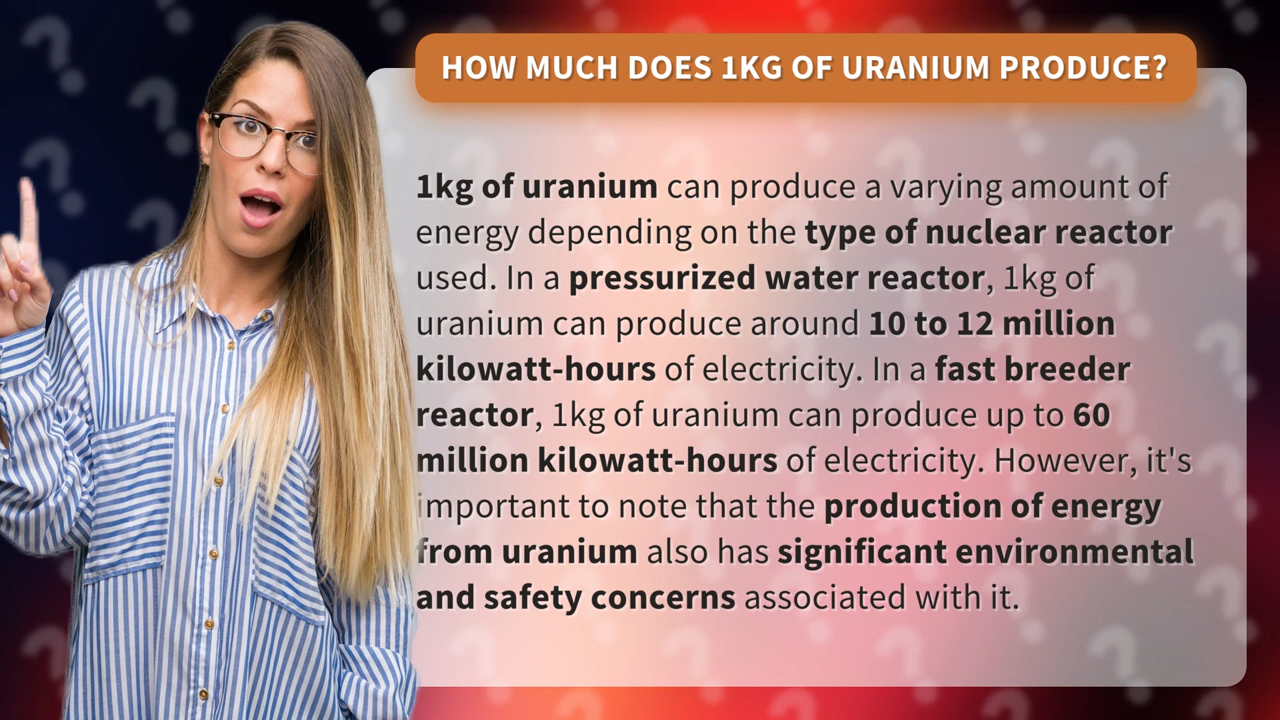 HOW MUCH DOES 1KG OF URANIUM PRODUCE?
1kg of uranium can produce a varying amount of
energy depending on the type of nuclear reactor
used. In a pressurized water reactor, 1kg of
uranium can produce around 10 to 12 million
kilowatt-hours of electricity. In a fast breeder
reactor, 1kg of uranium can produce up to 60
million kilowatt-hours of electricity. However, it's
important to note that the production of energy
from uranium also has significant environmental
and safety concerns associated with it.